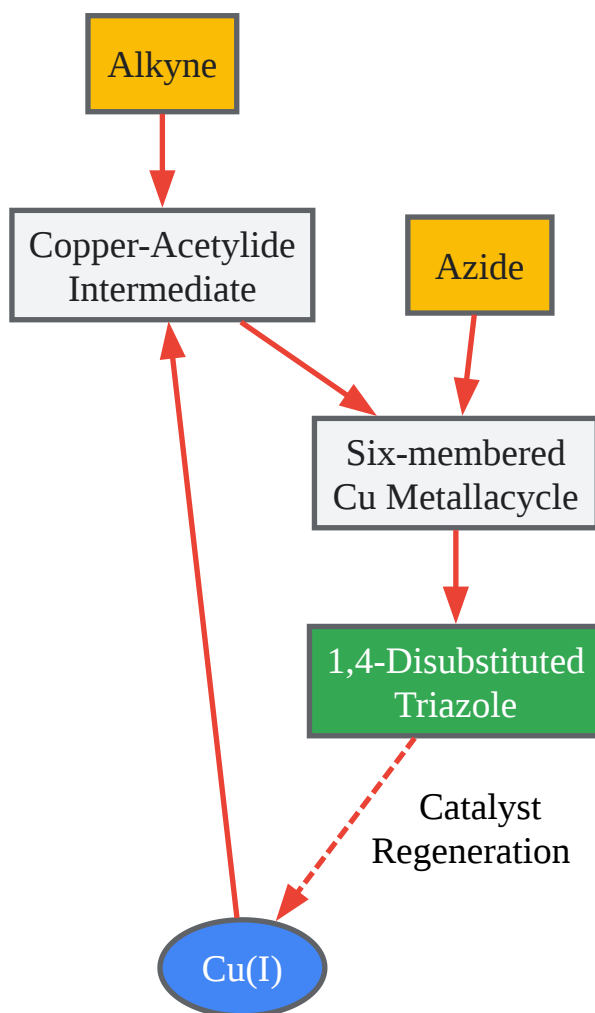 Alkyne
Copper-Acetylide
Intermediate
Azide
Six-membered
Cu Metallacycle
1,4-Disubstituted
Triazole
Catalyst
Regeneration
Cu(I)